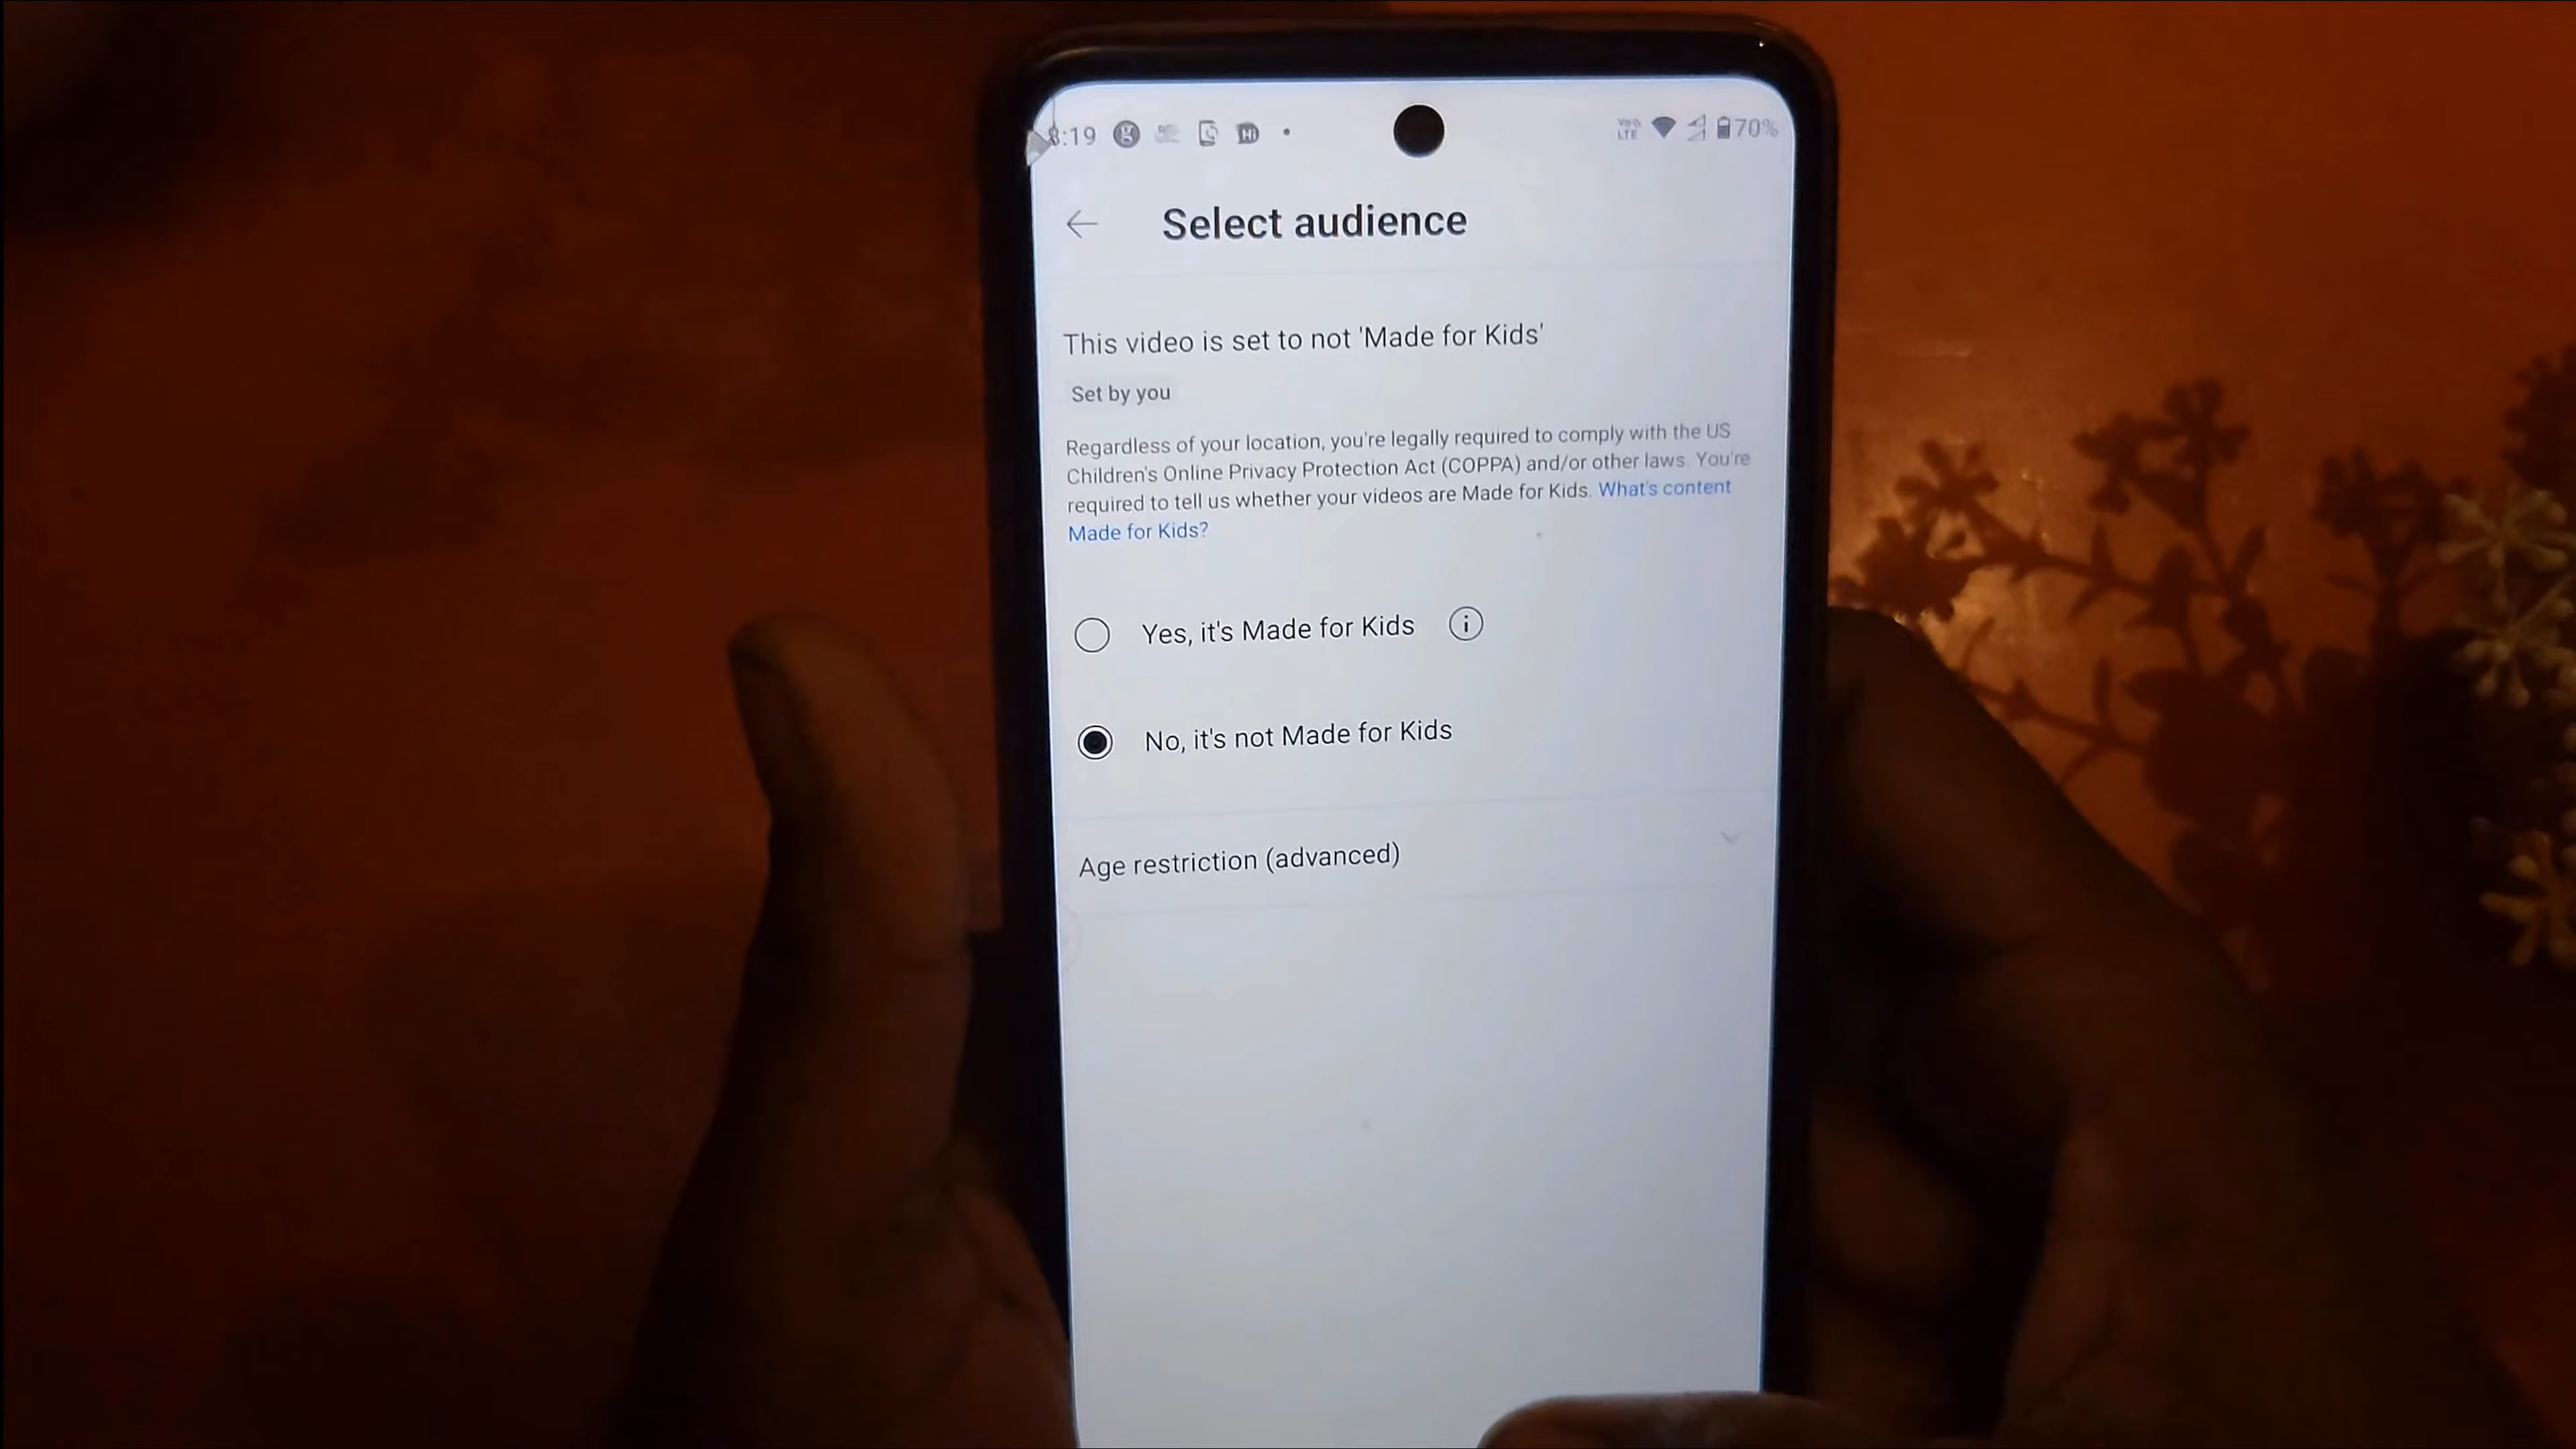 8:19
Vo LTE 70%
Select audience
This video is set to not 'Made for Kids'
Set by you
Regardless of your location, you're legally required to comply with the US
Children's Online Privacy Protection Act (COPPA) and/or other laws. You're
required to tell us whether your videos are Made for Kids. What's content
Made for Kids?
Yes, it's Made for Kids
No, it's not Made for Kids
Age restriction (advanced)